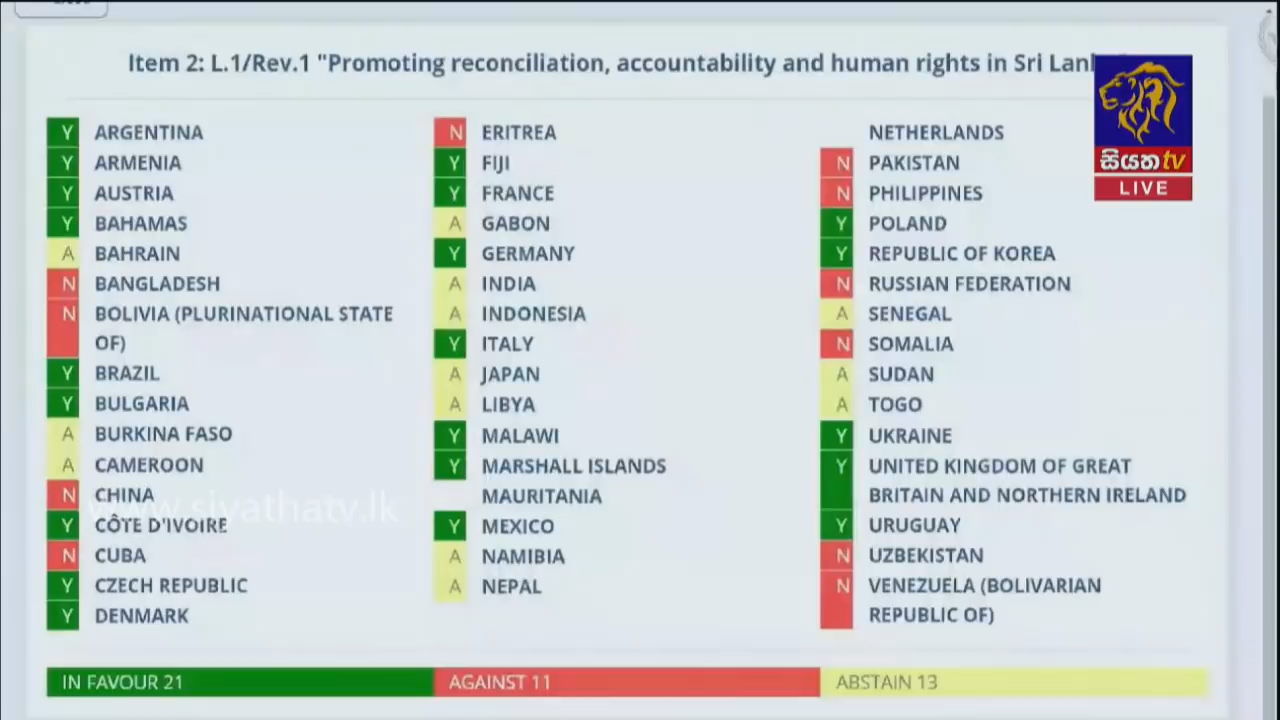 Item 2: L.1/Rev.1 "Promoting reconciliation, accountability and human rights in Sri
Y ARGENTINA
Y ARMENIA
Y AUSTRIA
Y BAHAMAS
A BAHRAIN
N BANGLADESH
N BOLIVIA (PLURINATIONAL STATE
OF)
Y BRAZIL
Y BULGARIA
A BURKINA FASO
A CAMEROON
N CHINA
www.siyathatv.lk
Y CÔTE D'IVOIRE
N CUBA
Y CZECH REPUBLIC
Y DENMARK
N ERITREA
Y FIJI
Y FRANCE
A GABON
Y GERMANY
A INDIA
A INDONESIA
Y ITALY
A JAPAN
A LIBYA
Y MALAWI
Y MARSHALL ISLANDS
MAURITANIA
Y MEXICO
A NAMIBIA
A NEPAL
NETHERLANDS
N PAKISTAN
N PHILIPPINES
Y POLAND
Y REPUBLIC OF KOREA
N RUSSIAN FEDERATION
A SENEGAL
N SOMALIA
A SUDAN
A TOGO
Y UKRAINE
Y UNITED KINGDOM OF GREAT
BRITAIN AND NORTHERN IRELAND
Y URUGUAY
N UZBEKISTAN
N VENEZUELA (BOLIVARIAN
REPUBLIC OF)
සියත tv
LIVE
IN FAVOUR 21
AGAINST 11
ABSTAIN 13